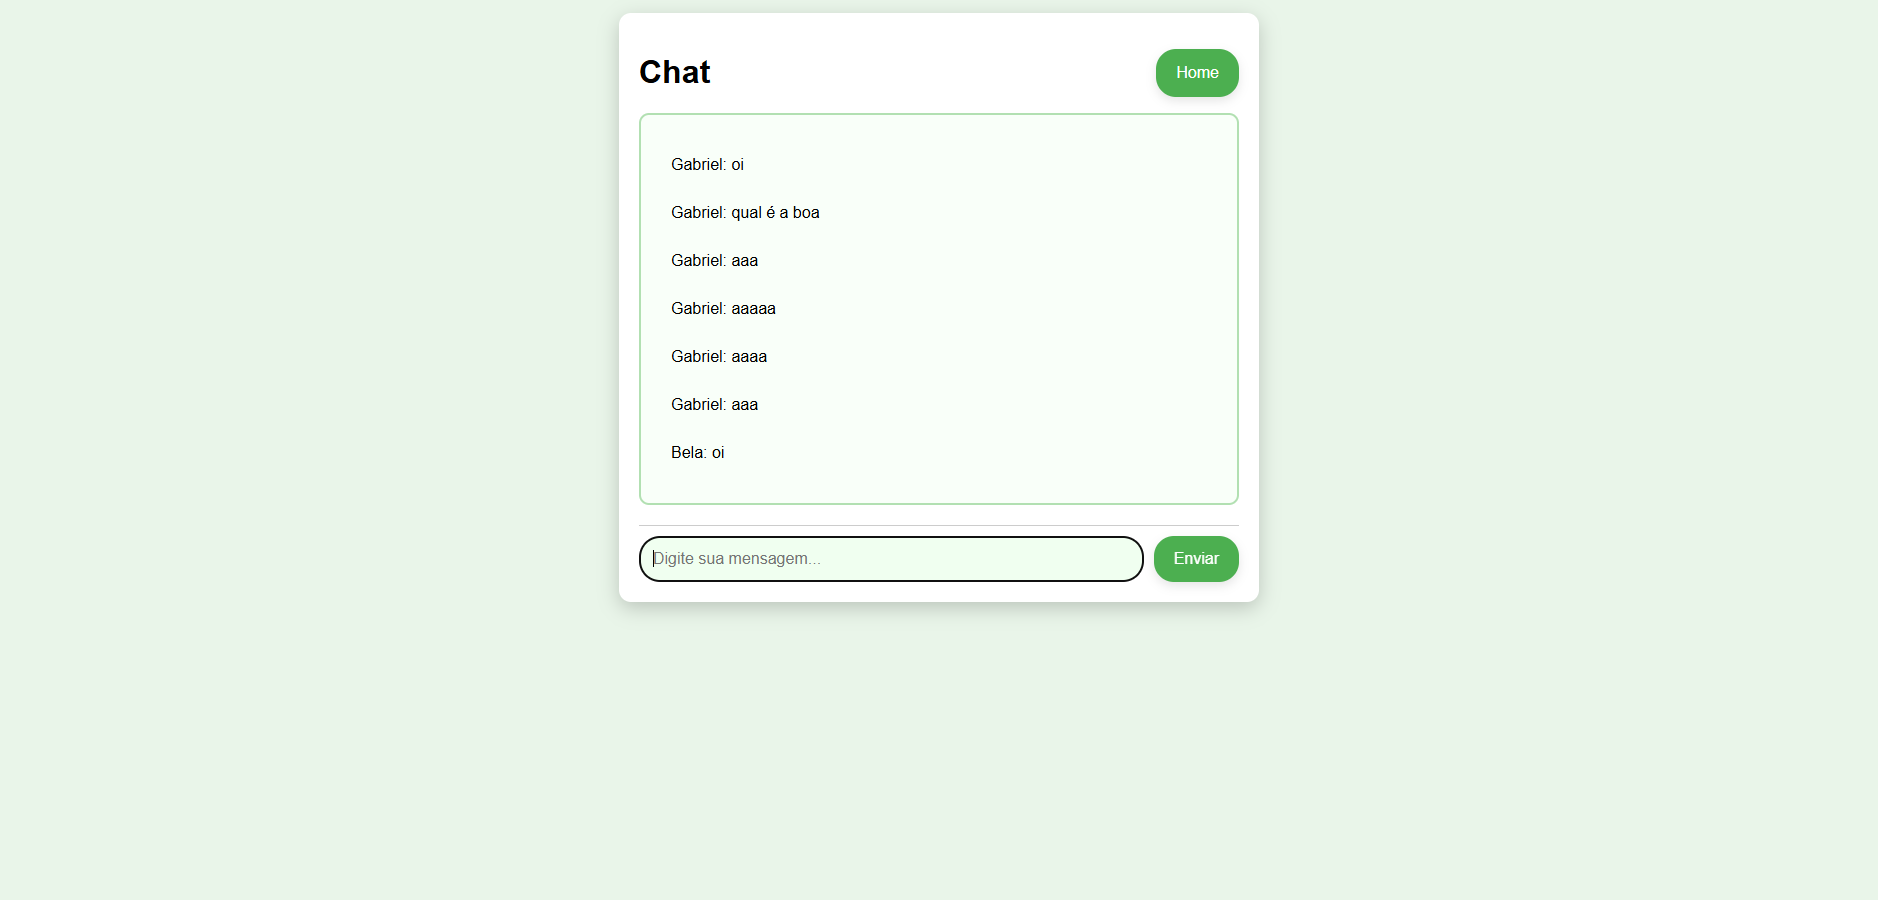 Chat
Home
Gabriel: oi
Gabriel: qual é a boa
Gabriel: aaa
Gabriel: aaaaa
Gabriel: aaaa
Gabriel: aaa
Bela: oi
Digite sua mensagem...
Enviar